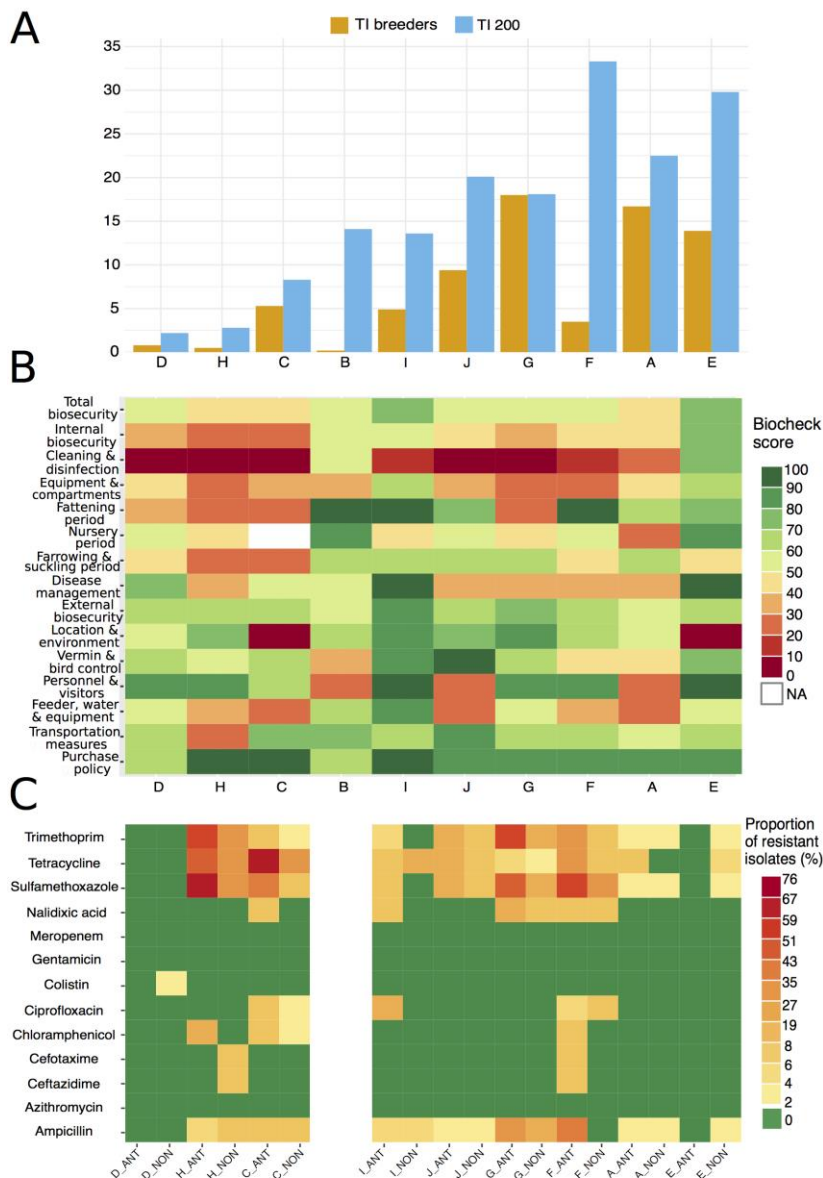 A
TI breeders TI 200
35
30
25
20
15
10
5
0
D H C B I J G F A E
B
Total
biosecurity
Internal
biosecurity
Cleaning &
disinfection
Equipment &
compartments
Fattening
period
Nursery
period
Farrowing &
suckling period
Disease
management
External
biosecurity
Location &
environment
Vermin &
bird control
Personnel &
visitors
Feeder, water
& equipment
Transportation
measures
Purchase
policy
D H C B I J G F A E
Biocheck
score
100
90
80
70
60
50
40
30
20
10
0
NA
C
Trimethoprim
Tetracycline
Sulfamethoxazole
Nalidixic acid
Meropenem
Gentamicin
Colistin
Ciprofloxacin
Chloramphenicol
Cefotaxime
Ceftazidime
Azithromycin
Ampicillin
D_ANT D_NON H_ANT H_NON C_ANT C_NON I_ANT I_NON J_ANT J_NON G_ANT G_NON F_ANT F_NON A_ANT A_NON E_ANT E_NON
Proportion
of resistant
isolates (%)
76
67
59
51
43
35
27
19
8
6
4
2
0